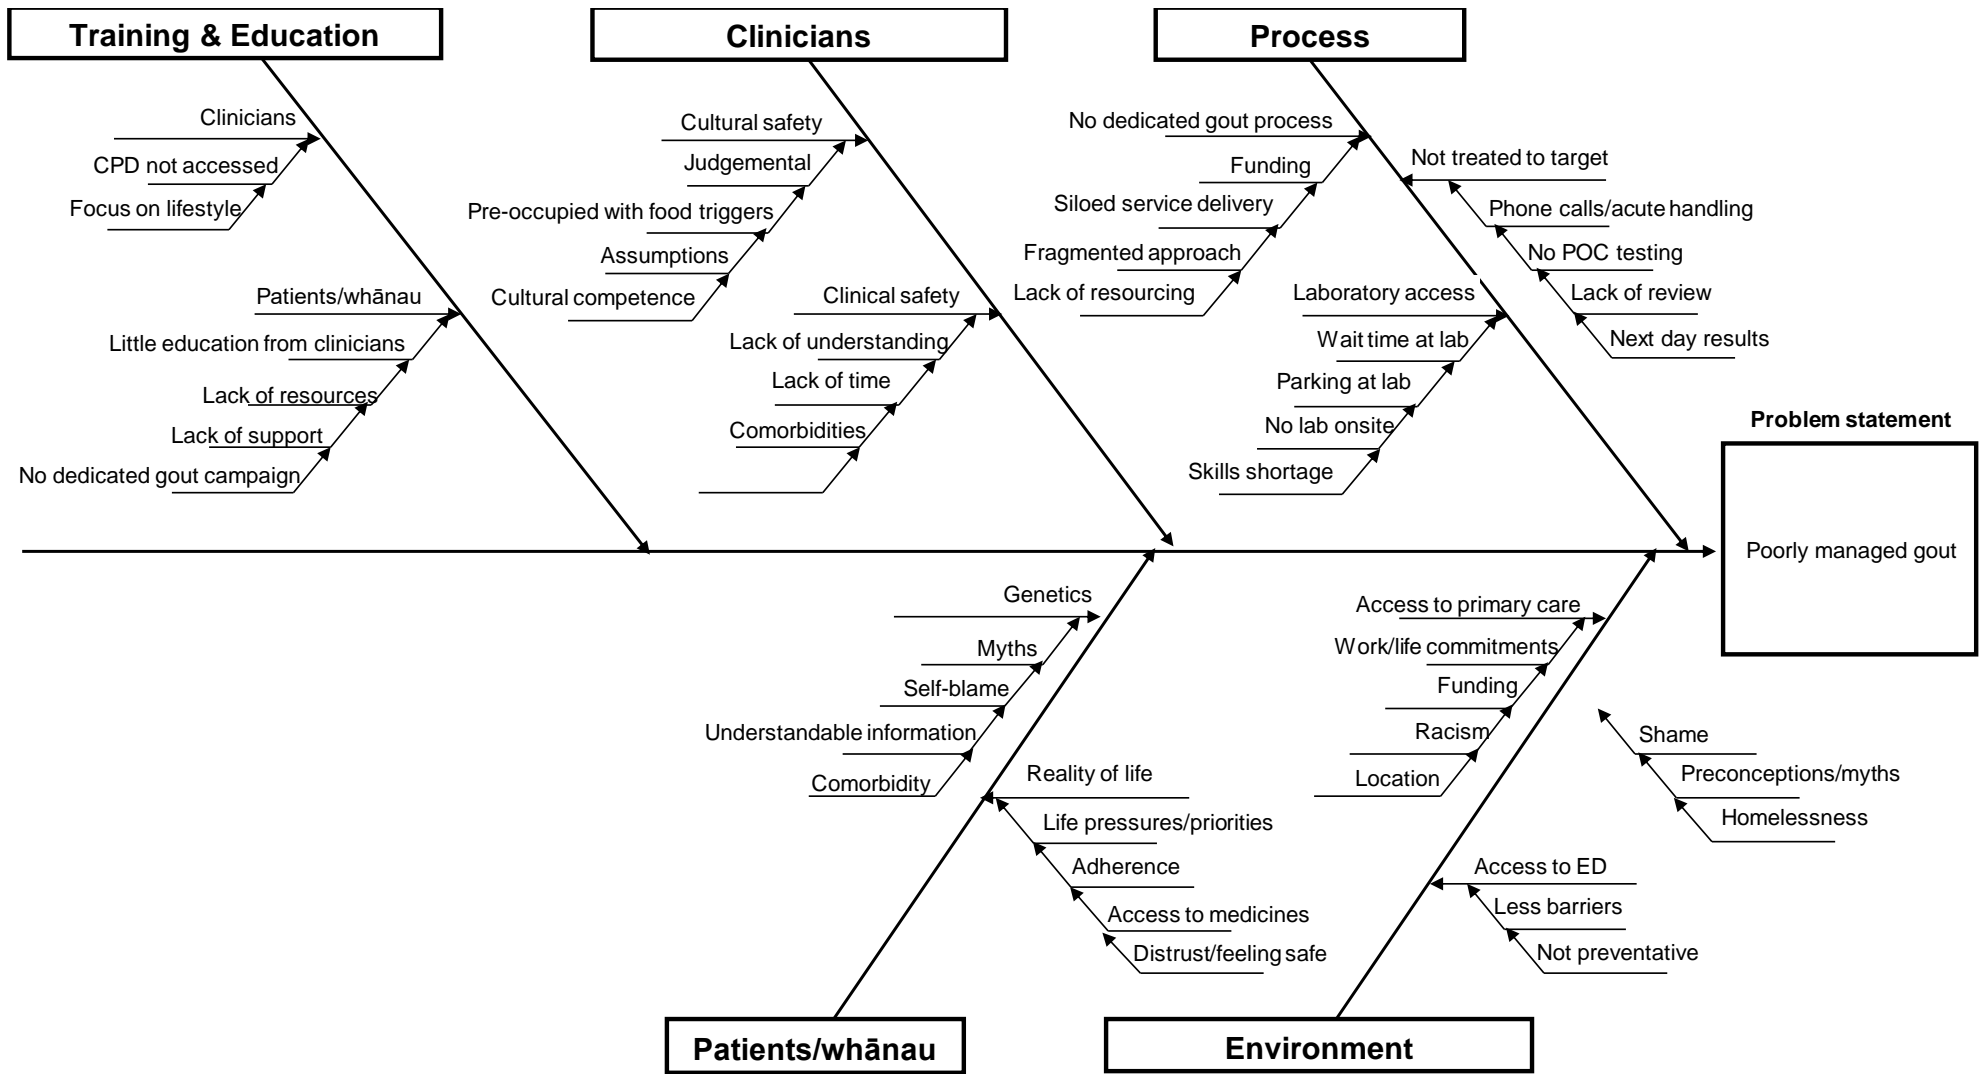 Training & Education
Clinicians
Process
Clinicians
CPD not accessed
Focus on lifestyle
Patients/whānau
Little education from clinicians
Lack of resources
Lack of support
No dedicated gout campaign
Cultural safety
Judgemental
Pre-occupied with food triggers
Assumptions
Cultural competence
Clinical safety
Lack of understanding
Lack of time
Comorbidities
No dedicated gout process
Funding
Siloed service delivery
Fragmented approach
Lack of resourcing
Not treated to target
Phone calls/acute handling
No POC testing
Lack of review
Next day results
Laboratory access
Wait time at lab
Parking at lab
No lab onsite
Skills shortage
Problem statement
Poorly managed gout
Genetics
Myths
Self-blame
Understandable information
Comorbidity
Reality of life
Life pressures/priorities
Adherence
Access to medicines
Distrust/feeling safe
Access to primary care
Work/life commitments
Funding
Racism
Location
Shame
Preconceptions/myths
Homelessness
Access to ED
Less barriers
Not preventative
Patients/whānau
Environment